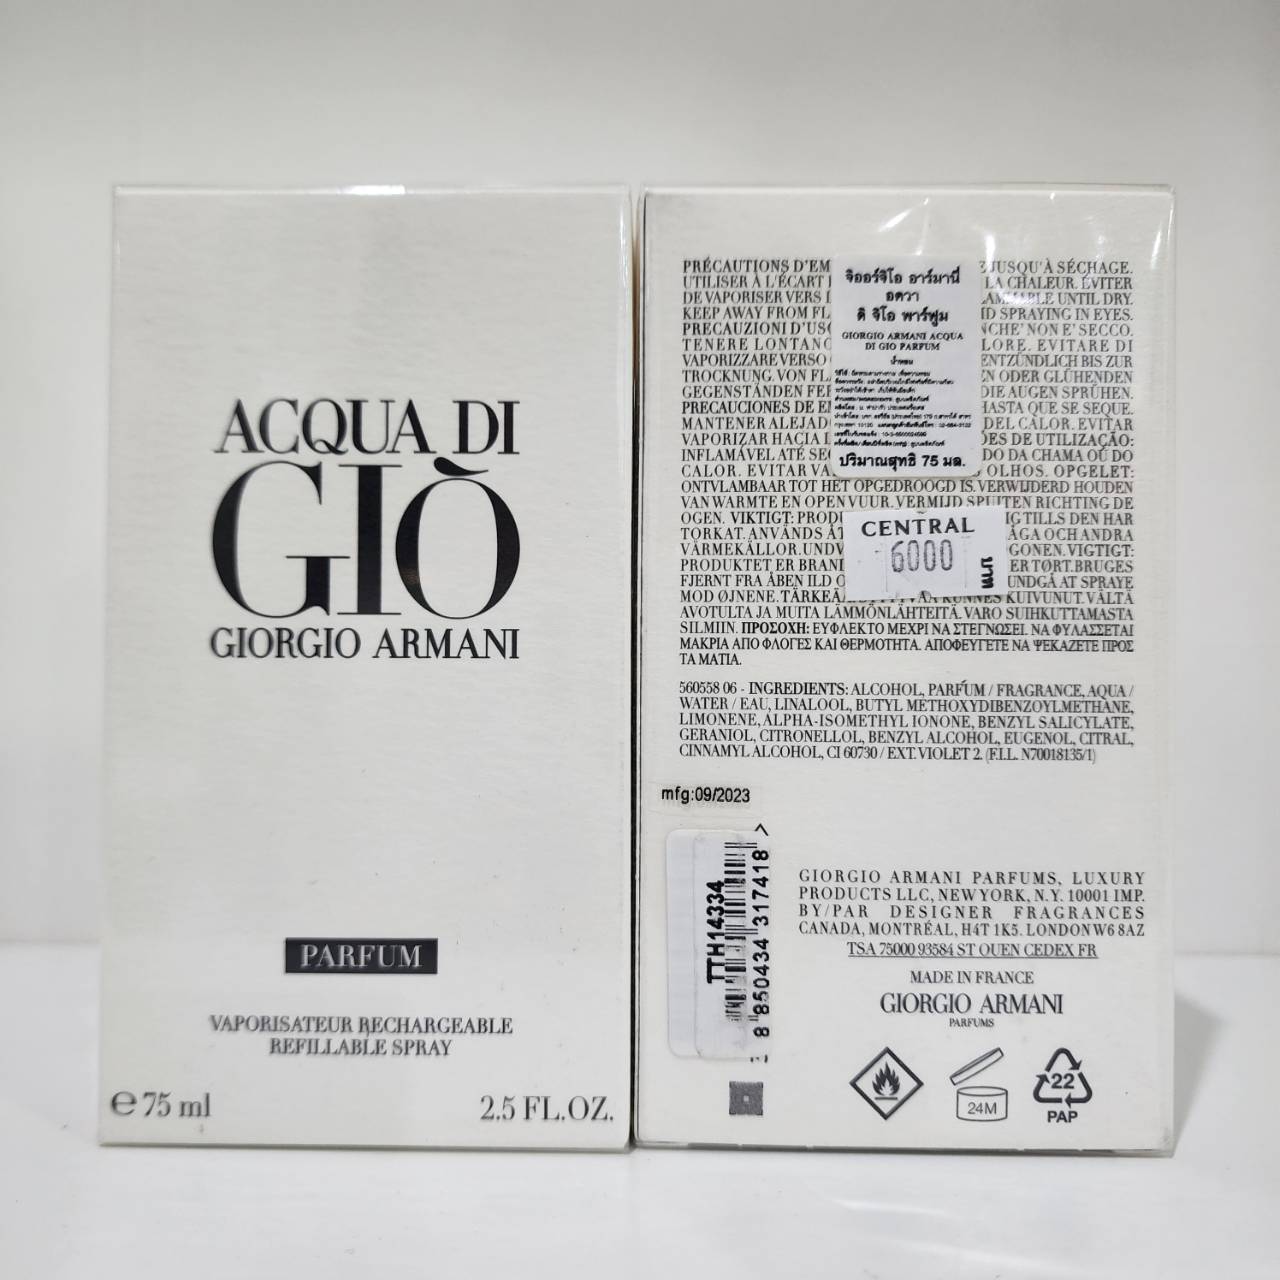 ACQUA DI
GIÒ
GIORGIO ARMANI
PARFUM
VAPORISATEUR RECHARGEABLE
REFILLABLE SPRAY
e 75 ml
2.5 FL.OZ.
PRÉCAUTIONS D'EM
UTILISER À L'ÉCART
DE VAPORISER VERS
KEEP AWAY FROM FL
PRECAUZIONI D'USO
TENERE LONTANO
VAPORIZZARE VERSO
TROCKNUNG. VON FL
GEGENSTÄNDEN FE
PRECAUCIONES DE E
MANTENER ALEJAD
VAPORIZAR HACIA
INFLAMÁVEL ATÉ SE
CALOR. EVITAR VA
JUSQU'À SÉCHAGE.
LA CHALEUR. ÉVITER
UNTIL DRY.
SPRAYING IN EYES.
NON E' SECCO.
EVITARE DI
ENTZÜNDLICH BIS ZUR
ODER GLÜHENDEN
DIE AUGEN SPRÜHEN.
HASTA QUE SE SEQUE.
DEL CALOR. EVITAR
DE UTILIZAÇÃO:
DO DA CHAMA OU DO
OLHOS. OPGELET:
จิออร์จิโอ อาร์มานี่
อควา
ดิ จิโอ พาร์ฟูม
GIORGIO ARMANI ACQUA
DI GIO PARFUM
น้ำหอม
ปริมาณสุทธิ 75 มล.
ONTVLAMBAAR TOT HET OPGEDROOGD IS. VERWIJDERD HOUDEN
VAN WARMTE EN OPEN VUUR. VERMIJD SPUITEN RICHTING DE
OGEN. VIKTIGT: PROD
TILLS DEN HAR
TORKAT. ANVÄNDS
OCH ANDRA
VÄRMEKÄLLOR. UNDV
ÖGONEN. VIGTIGT:
PRODUKTET ER BRAN
ER TØRT. BRUGES
FJERNT FRA ÅBEN ILD
UNDGÅ AT SPRAYE
CENTRAL
6000
บาท
MOD ØJNENE. TÄRKEÄ
KUNNES KUIVUNUT. VÄLTÄ
AVOTULTA JA MUITA LÄMMÖNLÄHTEITÄ. VARO SUIHKUTTAMASTA
SILMIIN. ΠΡΟΣΟΧΗ: ΕΥΦΛΕΚΤΟ ΜΕΧΡΙ ΝΑ ΣΤΕΓΝΩΣΕΙ. ΝΑ ΦΥΛΑΣΣΕΤΑΙ
ΜΑΚΡΙΑ ΑΠΟ ΦΛΟΓΕΣ ΚΑΙ ΘΕΡΜΟΤΗΤΑ. ΑΠΟΦΕΥΓΕΤΕ ΝΑ ΨΕΚΑΖΕΤΕ ΠΡΟΣ
ΤΑ ΜΑΤΙΑ.
560558 06 - INGREDIENTS: ALCOHOL, PARFUM / FRAGRANCE, AQUA /
WATER / EAU, LINALOOL, BUTYL METHOXYDIBENZOYLMETHANE,
LIMONENE, ALPHA-ISOMETHYL IONONE, BENZYL SALICYLATE,
GERANIOL, CITRONELLOL, BENZYL ALCOHOL, EUGENOL, CITRAL,
CINNAMYL ALCOHOL, CI 60730 / EXT. VIOLET 2. (F.I.L. N70018135/1)
mfg:09/2023
TTH14334
8 850434 317418 >
GIORGIO ARMANI PARFUMS, LUXURY
PRODUCTS LLC, NEW YORK, N.Y. 10001 IMP.
BY/PAR DESIGNER FRAGRANCES
CANADA, MONTRÉAL, H4T 1K5. LONDON W6 8AZ
TSA 75000 93584 ST OUEN CEDEX FR
MADE IN FRANCE
GIORGIO ARMANI
PARFUMS
24M
22
PAP